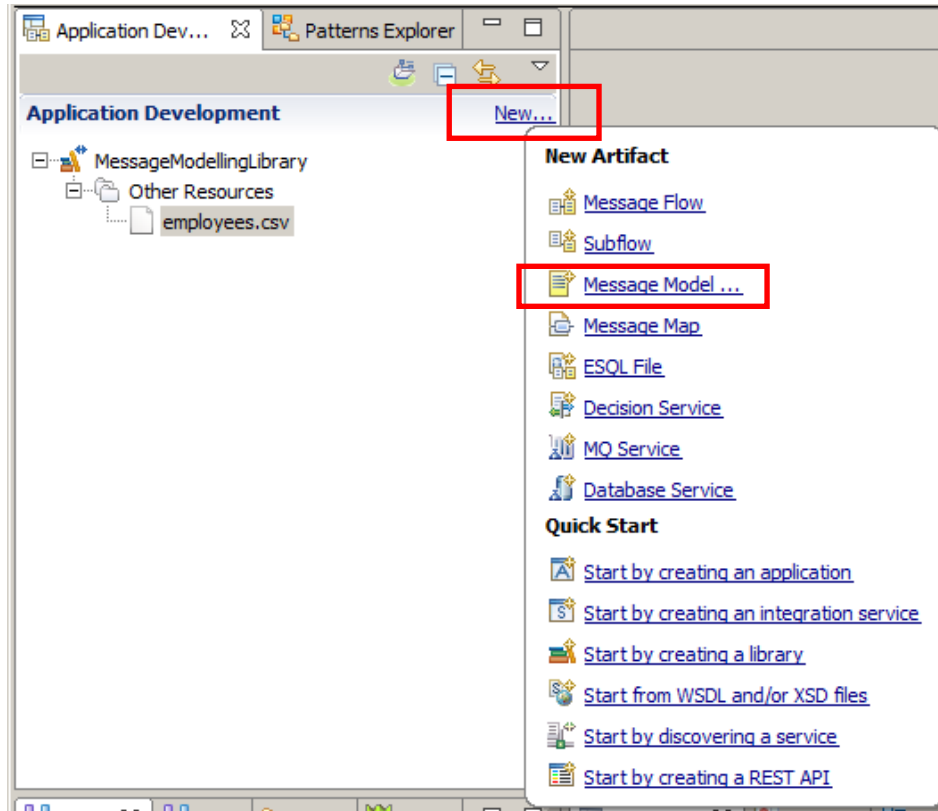 Application Dev...
Patterns Explorer
Application Development
New...
MessageModellingLibrary
Other Resources
employees.csv
New Artifact
Message Flow
Subflow
Message Model ...
Message Map
ESQL File
Decision Service
MQ Service
Database Service
Quick Start
Start by creating an application
Start by creating an integration service
Start by creating a library
Start from WSDL and/or XSD files
Start by discovering a service
Start by creating a REST API